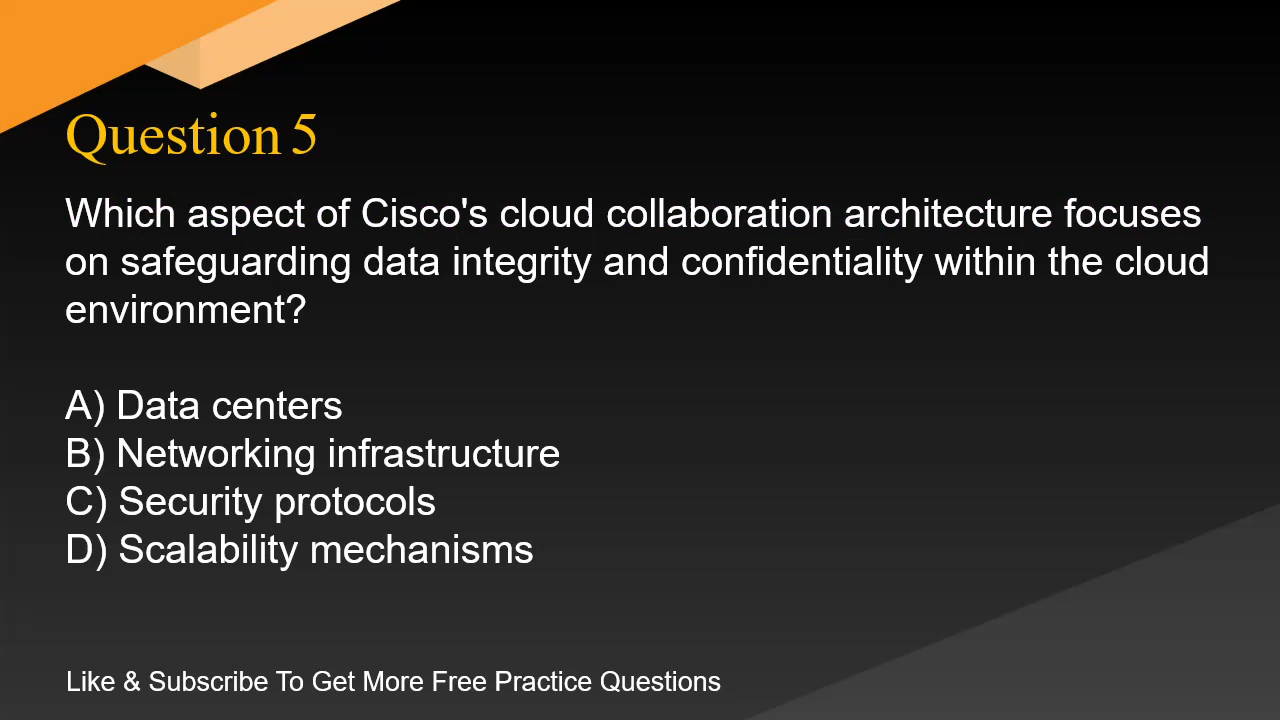 Question 5
Which aspect of Cisco's cloud collaboration architecture focuses
on safeguarding data integrity and confidentiality within the cloud
environment?
A) Data centers
B) Networking infrastructure
C) Security protocols
D) Scalability mechanisms
Like & Subscribe To Get More Free Practice Questions